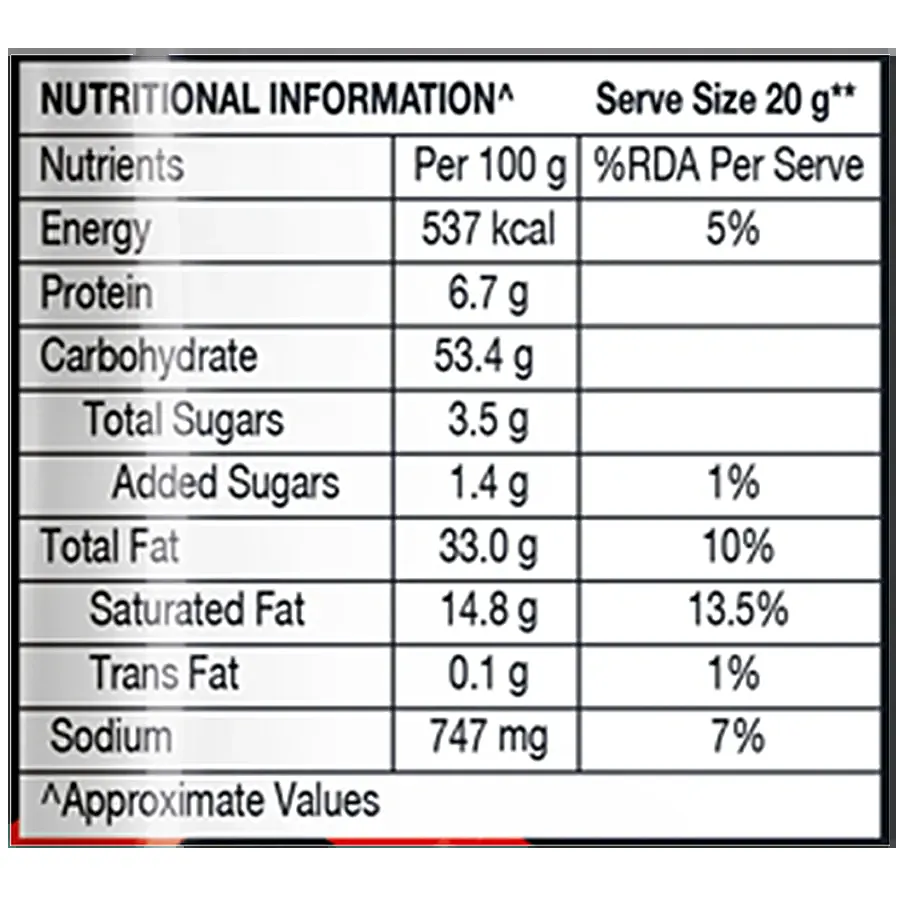 NUTRITIONAL INFORMATION^ Serve Size 20 g**
Nutrients Per 100 g %RDA Per Serve
Energy 537 kcal 5%
Protein 6.7 g
Carbohydrate 53.4 g
Total Sugars 3.5 g
Added Sugars 1.4 g 1%
Total Fat 33.0 g 10%
Saturated Fat 14.8 g 13.5%
Trans Fat 0.1 g 1%
Sodium 747 mg 7%
^Approximate Values